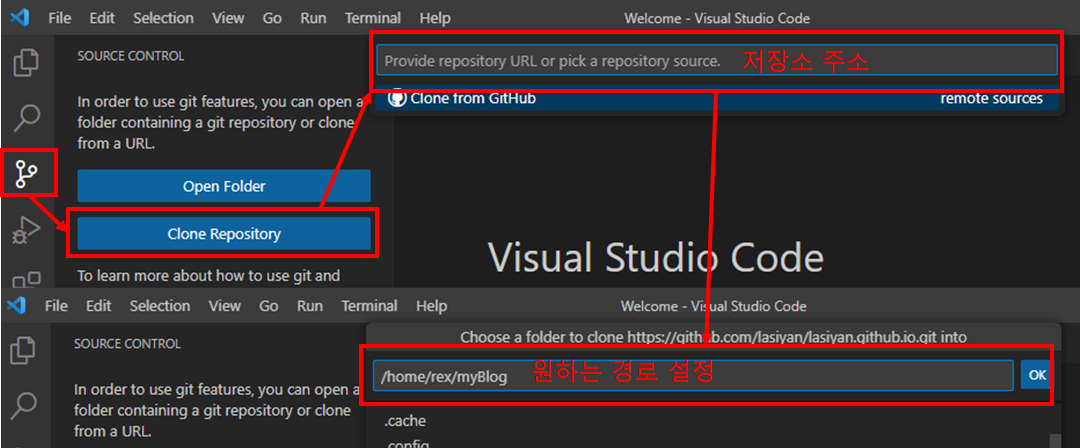 File Edit Selection View Go Run Terminal Help Welcome - Visual Studio Code
SOURCE CONTROL
Provide repository URL or pick a repository source. 저장소 주소
Clone from GitHub remote sources
In order to use git features, you can open a
folder containing a git repository or clone
from a URL.
Open Folder
Clone Repository
To learn more about how to use git and
Visual Studio Code
File Edit Selection View Go Run Terminal Help Welcome - Visual Studio Code
SOURCE CONTROL
Choose a folder to clone https://github.com/lasiyan/lasiyan.github.io.git into
/home/rex/myBlog 원하는 경로 설정 OK
In order to use git features, you can open a
folder containing a git repository or clone
from a URL.
.cache
.config